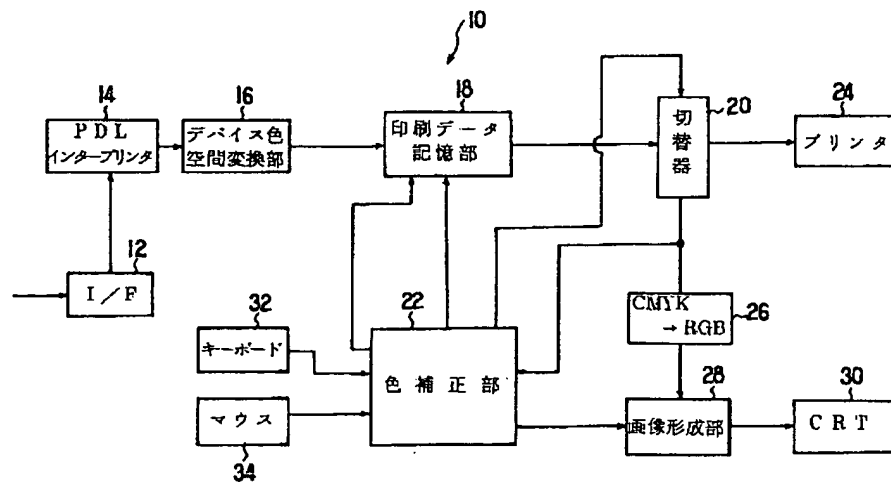 10
14
16
18
20
24
PDL
インタープリンタ
デバイス色
空間変換部
印刷データ
記憶部
切替器
プリンタ
12
I/F
32
22
26
キーボード
色補正部
CMYK
→RGB
マウス
34
28
30
画像形成部
CRT